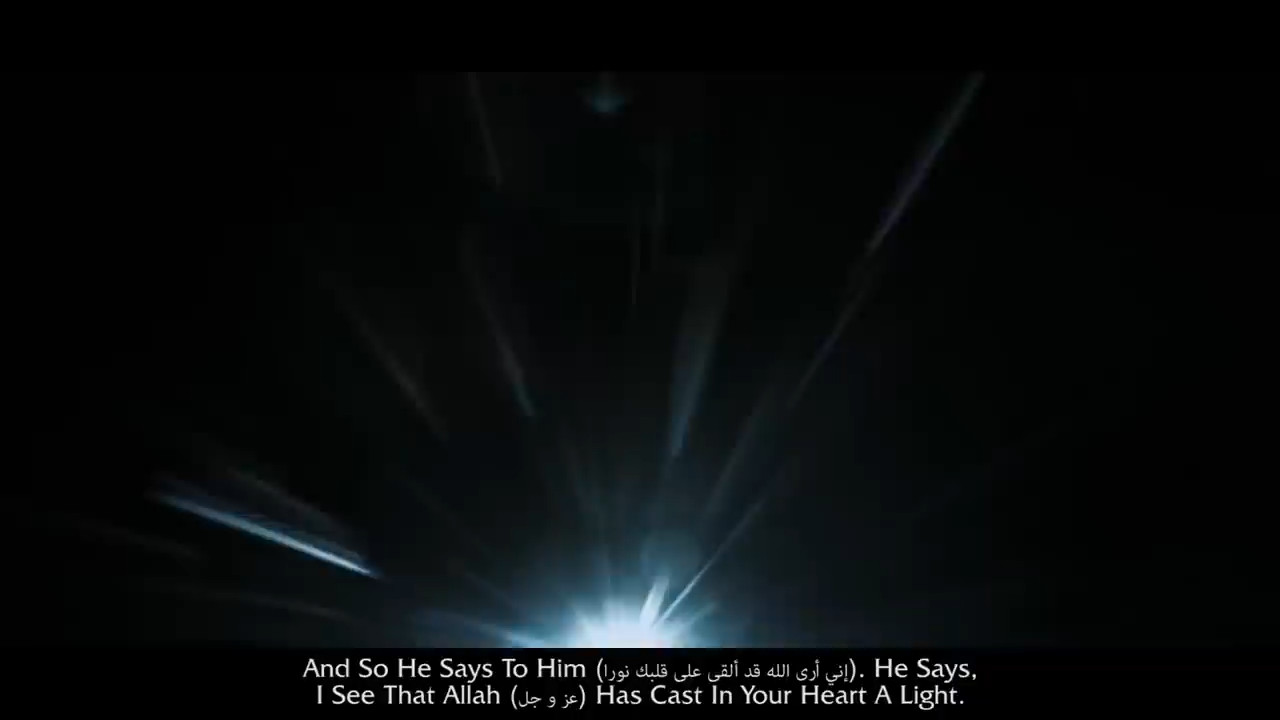 And So He Says To Him (إني أرى الله قد ألقى على قلبك نورا). He Says,
I See That Allah (عز و جل) Has Cast In Your Heart A Light.